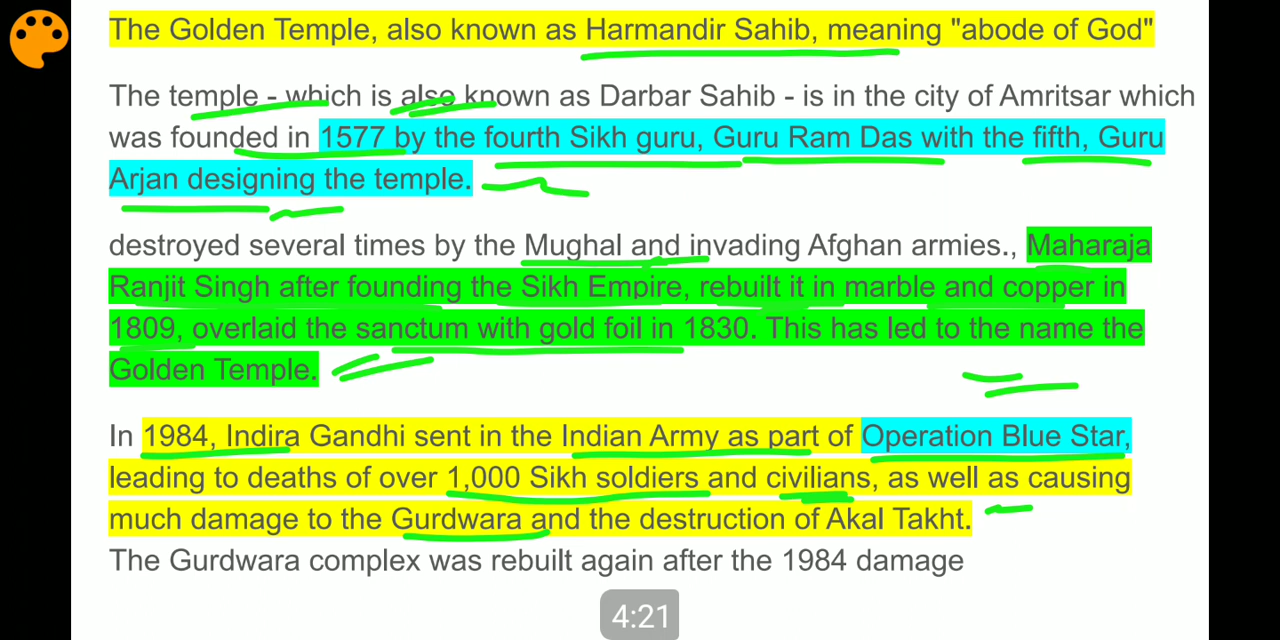 The Golden Temple, also known as Harmandir Sahib, meaning "abode of God"
The temple - which is also known as Darbar Sahib - is in the city of Amritsar which
was founded in 1577 by the fourth Sikh guru, Guru Ram Das with the fifth, Guru
Arjan designing the temple.
destroyed several times by the Mughal and invading Afghan armies., Maharaja
Ranjit Singh after founding the Sikh Empire, rebuilt it in marble and copper in
1809, overlaid the sanctum with gold foil in 1830. This has led to the name the
Golden Temple.
In 1984, Indira Gandhi sent in the Indian Army as part of Operation Blue Star,
leading to deaths of over 1,000 Sikh soldiers and civilians, as well as causing
much damage to the Gurdwara and the destruction of Akal Takht.
The Gurdwara complex was rebuilt again after the 1984 damage
4:21